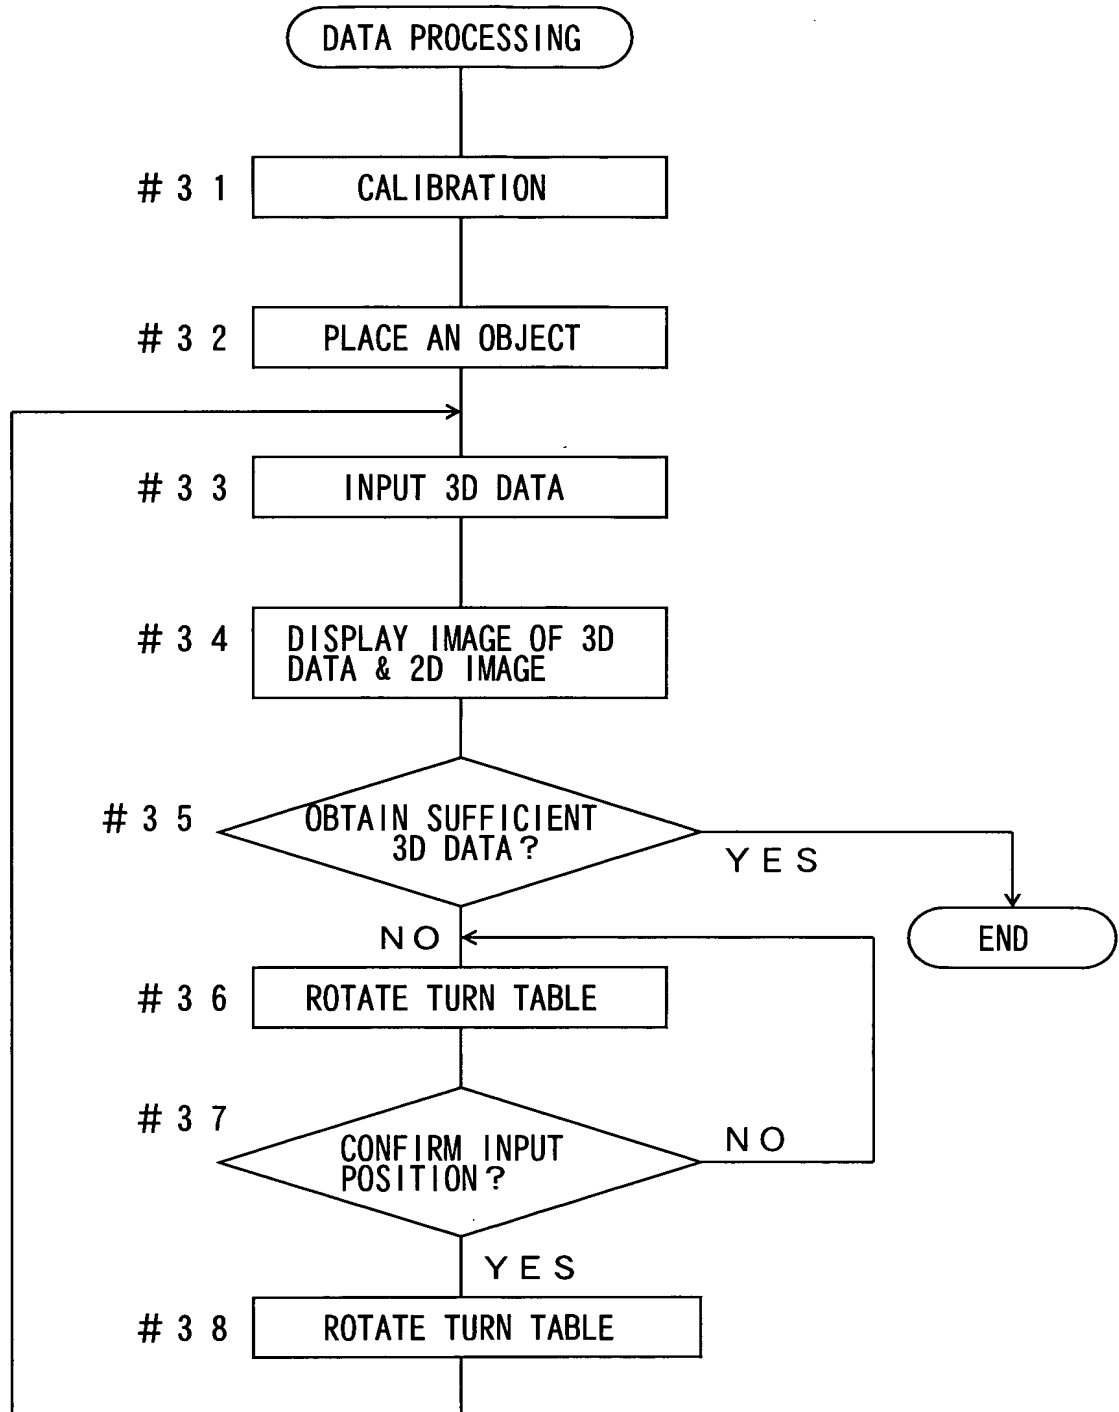 DATA PROCESSING
#31 CALIBRATION
#32 PLACE AN OBJECT
#33 INPUT 3D DATA
#34 DISPLAY IMAGE OF 3D
DATA & 2D IMAGE
#35 OBTAIN SUFFICIENT
3D DATA?
YES
END
NO
#36 ROTATE TURN TABLE
#37
CONFIRM INPUT
POSITION?
NO
YES
#38 ROTATE TURN TABLE